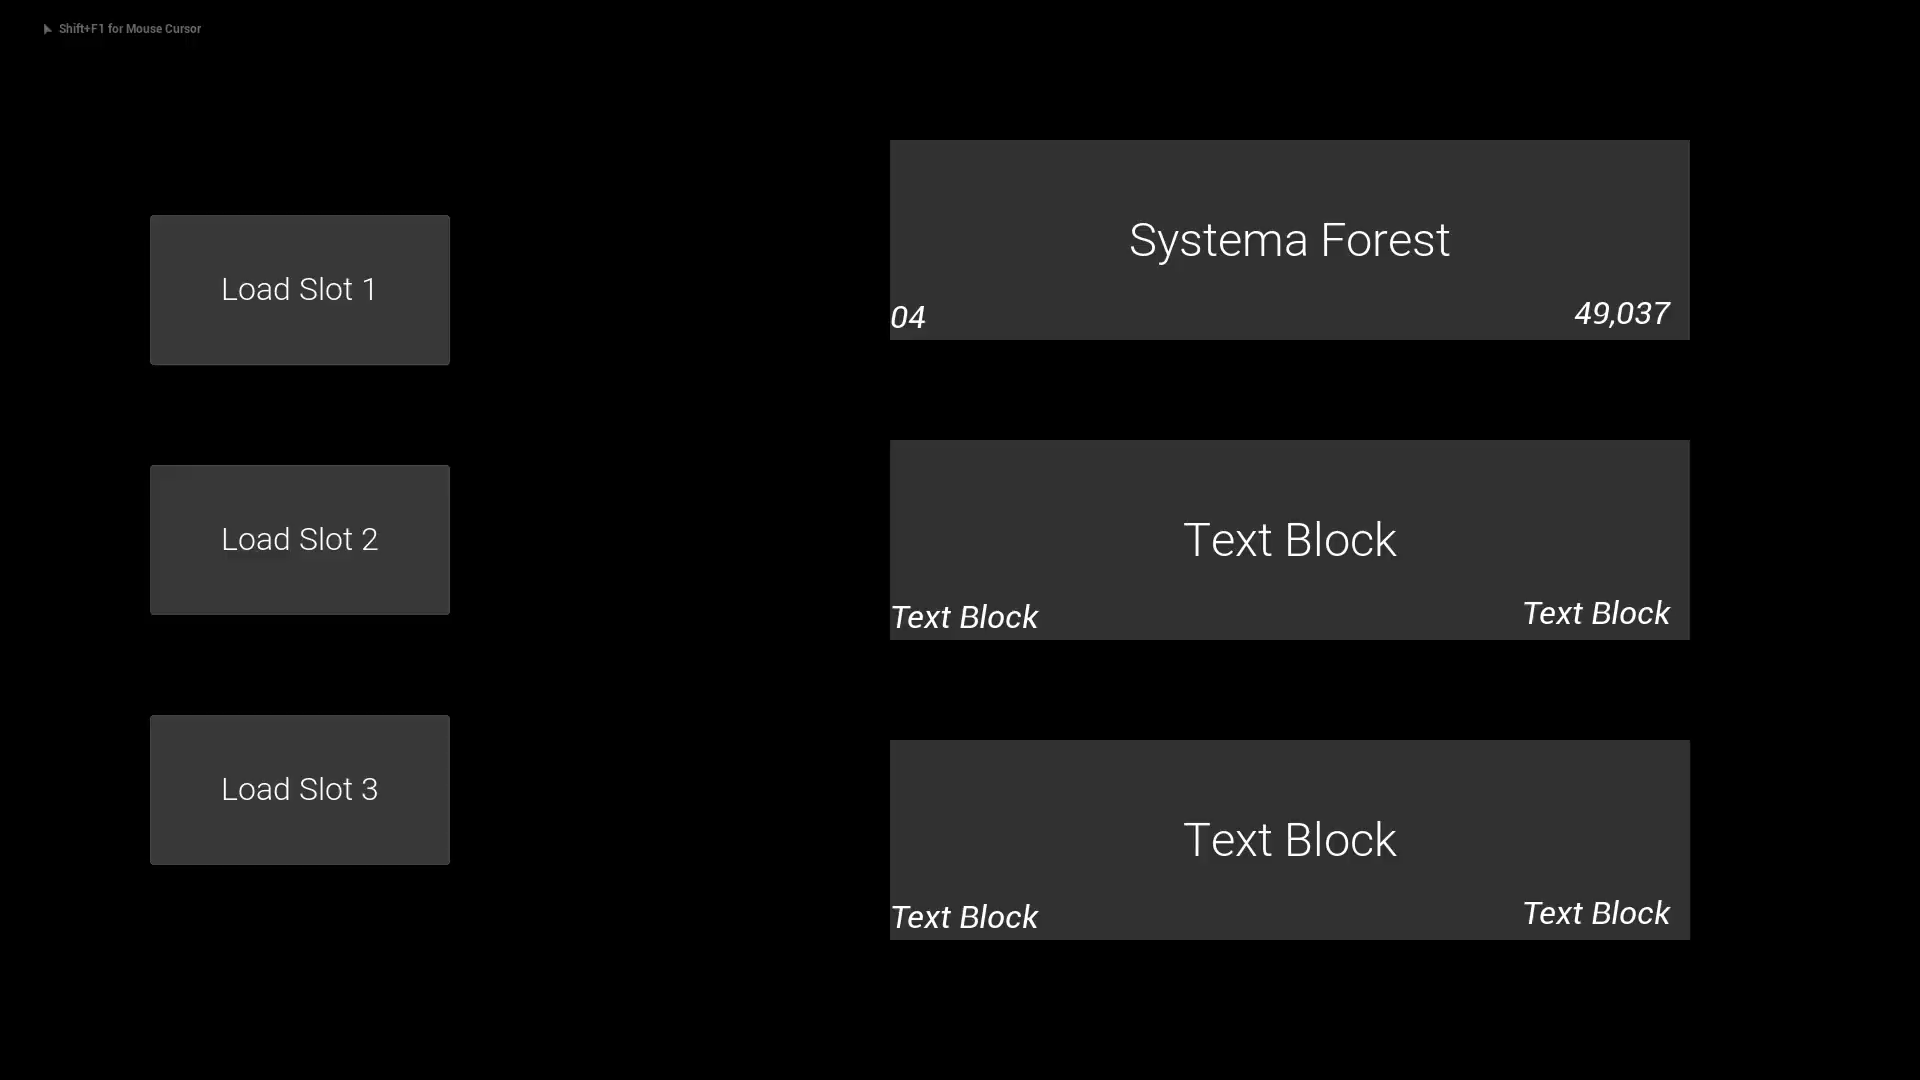 Shift+F1 for Mouse Cursor
Load Slot 1
Load Slot 2
Load Slot 3
Systema Forest
04
49,037
Text Block
Text Block
Text Block
Text Block
Text Block
Text Block